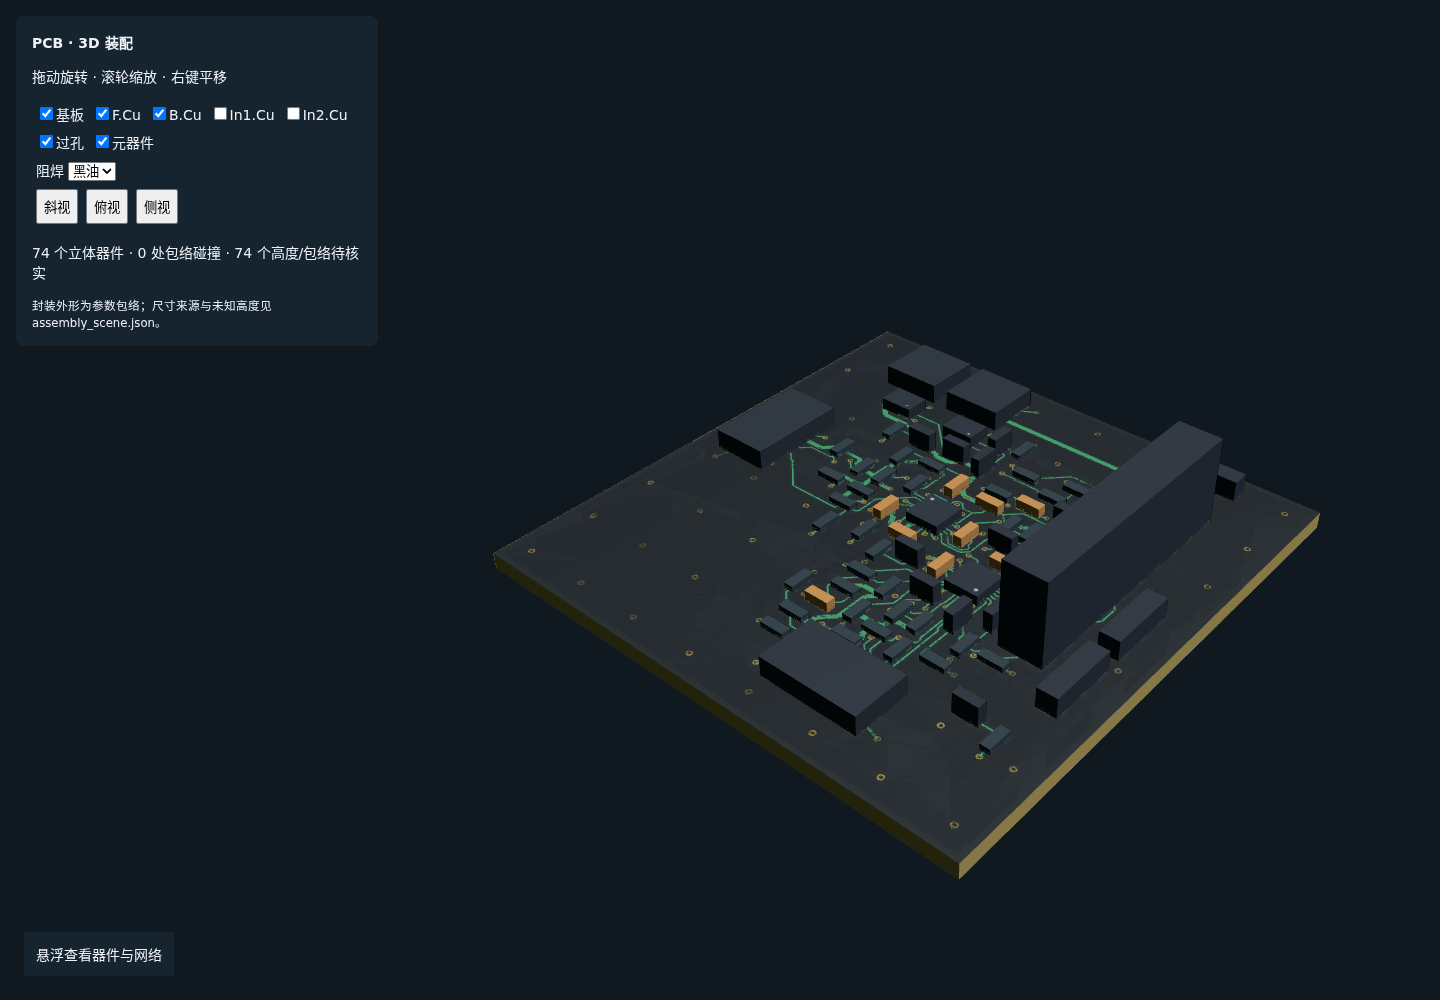 PCB · 3D 装配
拖动旋转 · 滚轮缩放 · 右键平移
基板 F.Cu B.Cu In1.Cu In2.Cu
过孔 元器件
阻焊 黑油
斜视 俯视 侧视
74 个立体器件 · 0 处包络碰撞 · 74 个高度/包络待核
实
封装外形为参数包络；尺寸来源与未知高度见
assembly_scene.json。
悬浮查看器件与网络